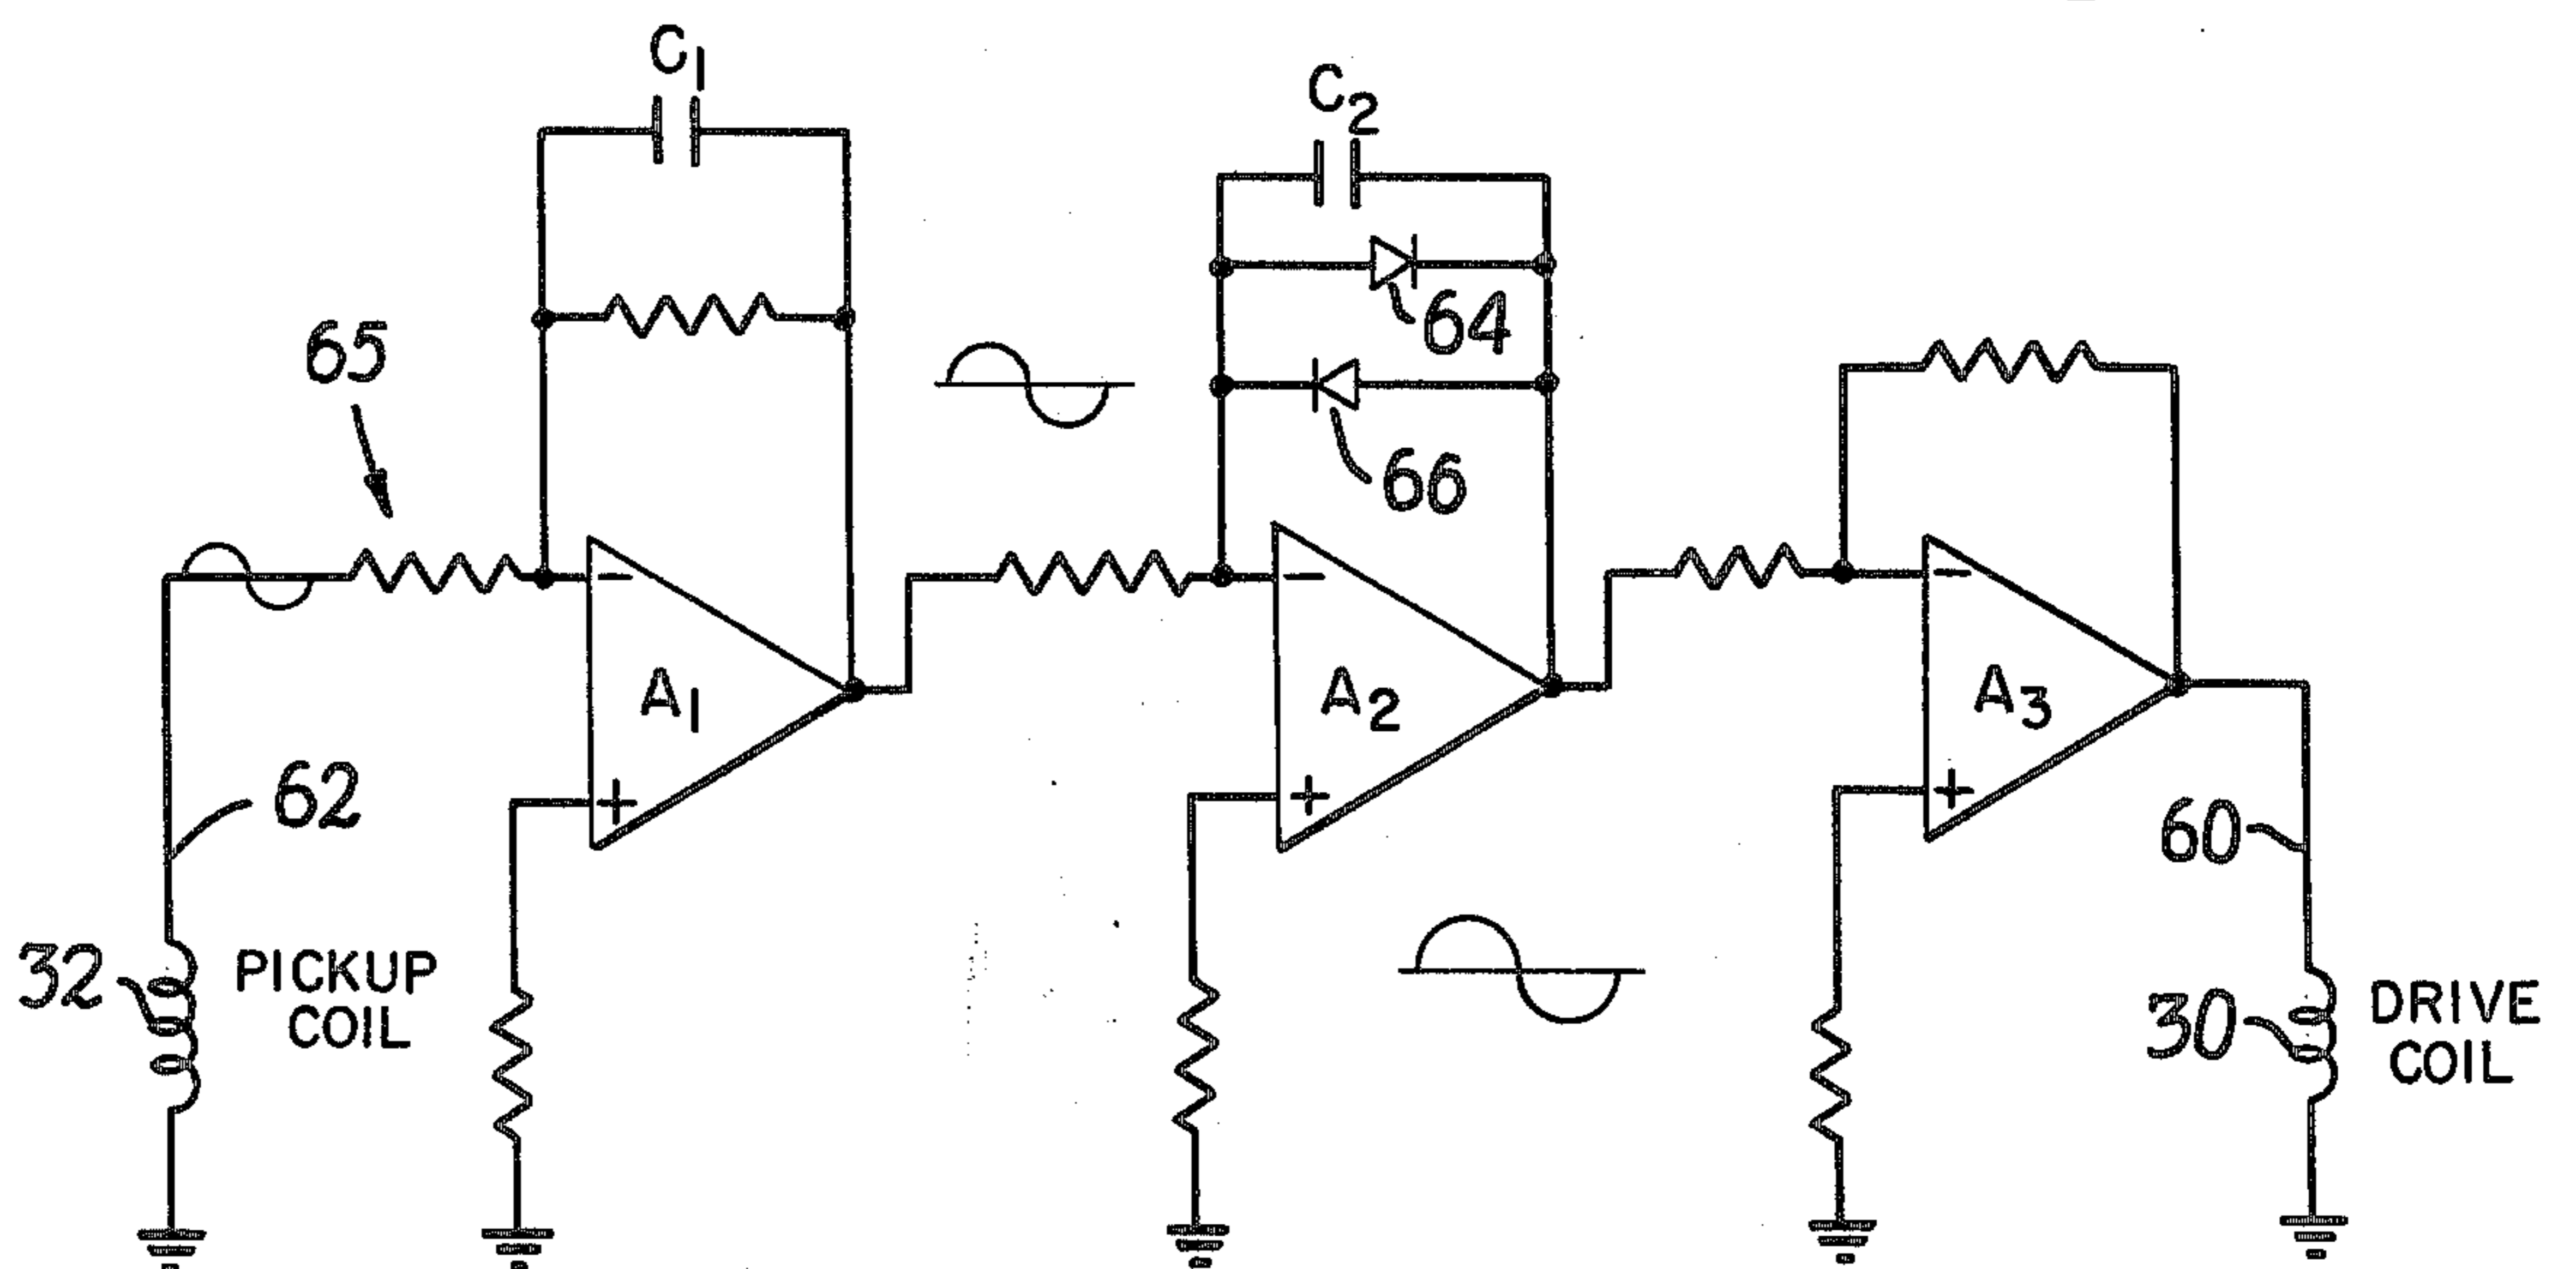 C1
C2
65
64
66
−
−
−
A1
A2
A3
+
+
+
62
60
32
PICKUP
COIL
30
DRIVE
COIL